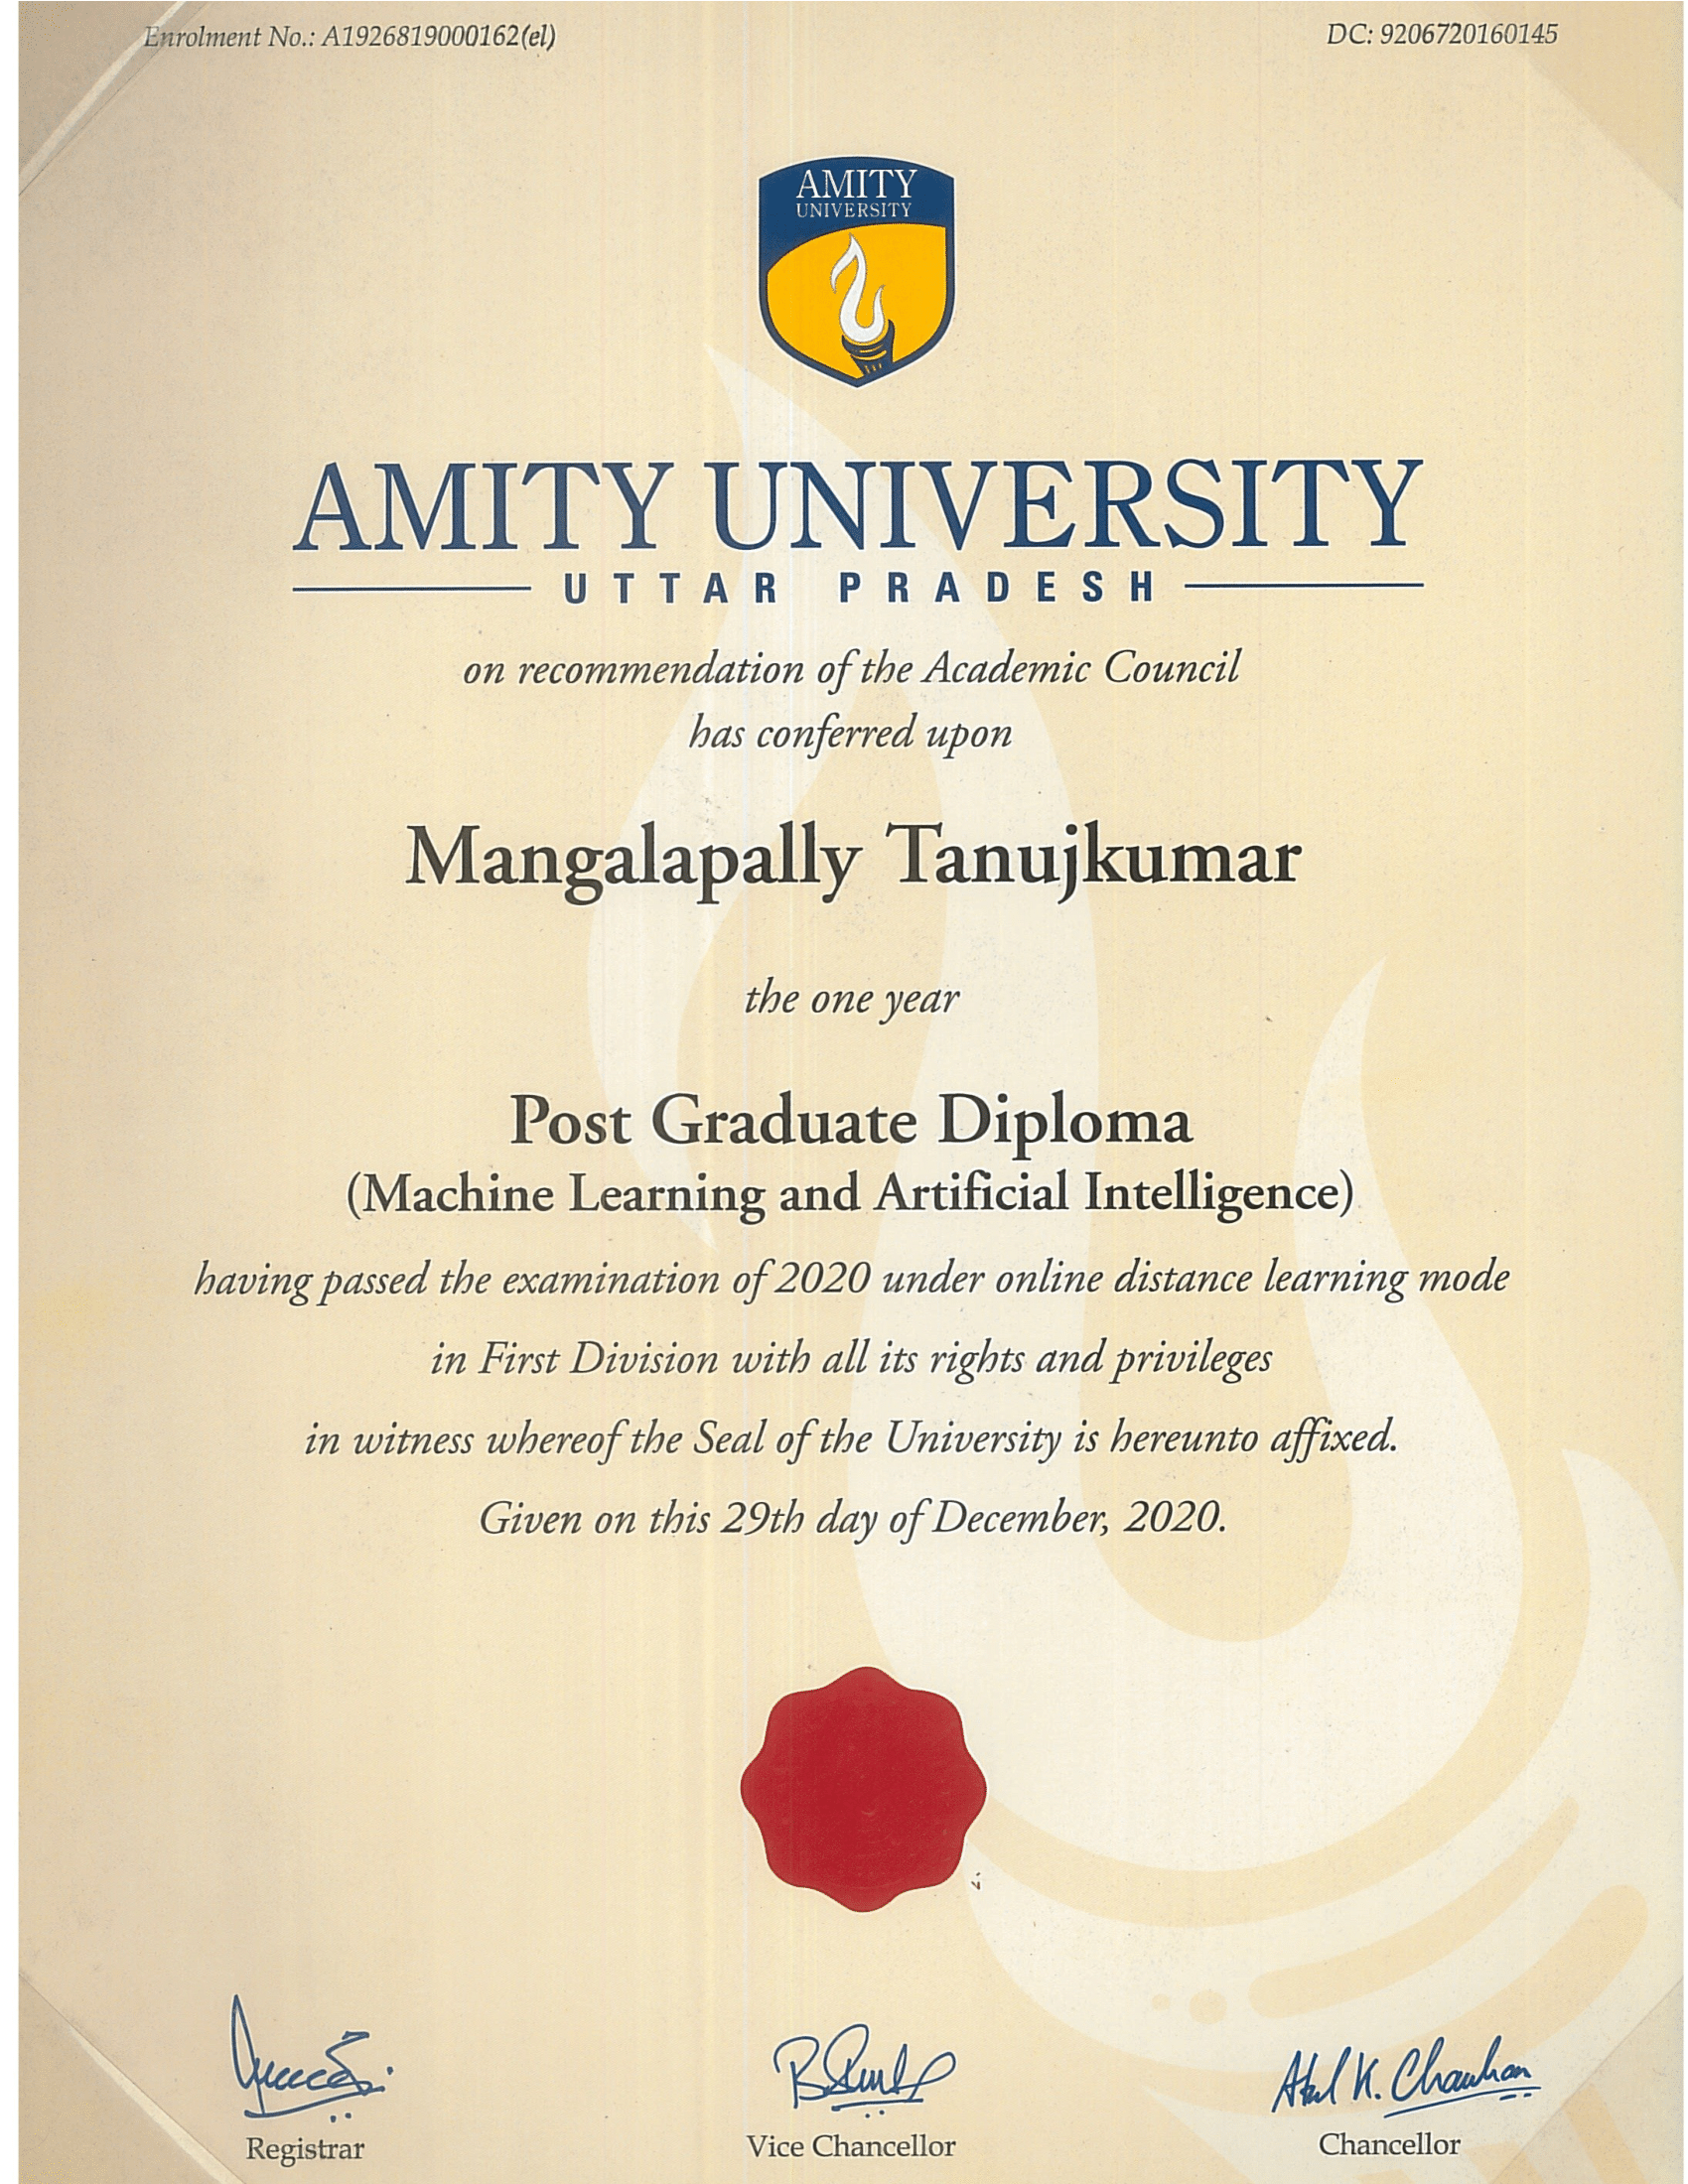 Enrolment No.: A1926819000162(el)
DC: 9206720160145
AMITY
UNIVERSITY
AMITY UNIVERSITY
UTTAR PRADESH
on recommendation of the Academic Council
has conferred upon
Mangalapally Tanujkumar
the one year
Post Graduate Diploma
(Machine Learning and Artificial Intelligence)
having passed the examination of 2020 under online distance learning mode
in First Division with all its rights and privileges
in witness whereof the Seal of the University is hereunto affixed.
Given on this 29th day of December, 2020.
Atul K. Chauhan
Registrar
Vice Chancellor
Chancellor